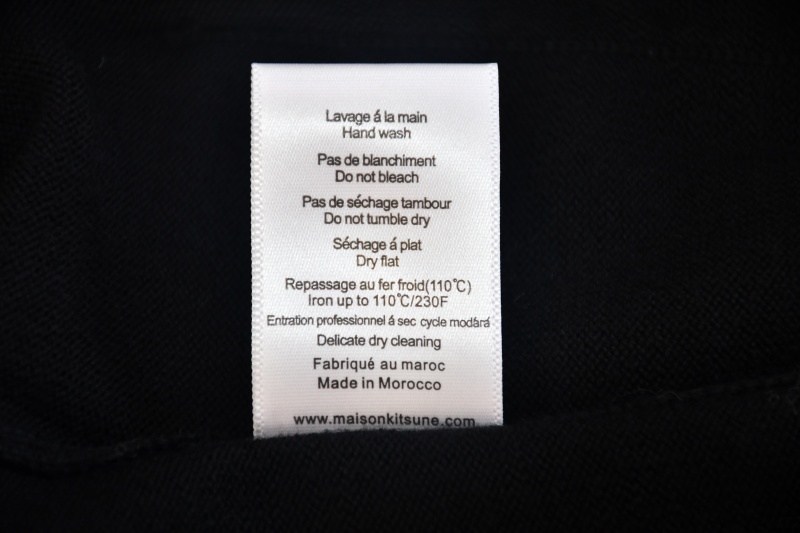 Lavage á la main
Hand wash
Pas de blanchiment
Do not bleach
Pas de séchage tambour
Do not tumble dry
Séchage á plat
Dry flat
Repassage au fer froid(110℃)
Iron up to 110℃/230F
Entration professionnel á sec cycle modárá
Delicate dry cleaning
Fabriqué au maroc
Made in Morocco
www.maisonkitsune.com